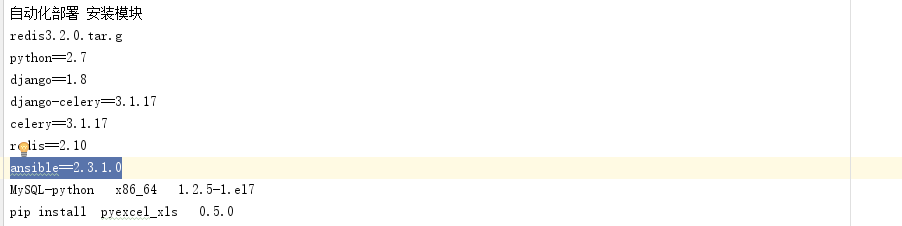 自动化部署 安装模块
redis3.2.0.tar.g
python==2.7
django==1.8
django-celery==3.1.17
celery==3.1.17
redis==2.10
ansible==2.3.1.0
MySQL-python x86_64 1.2.5-1.el7
pip install pyexcel_xls 0.5.0